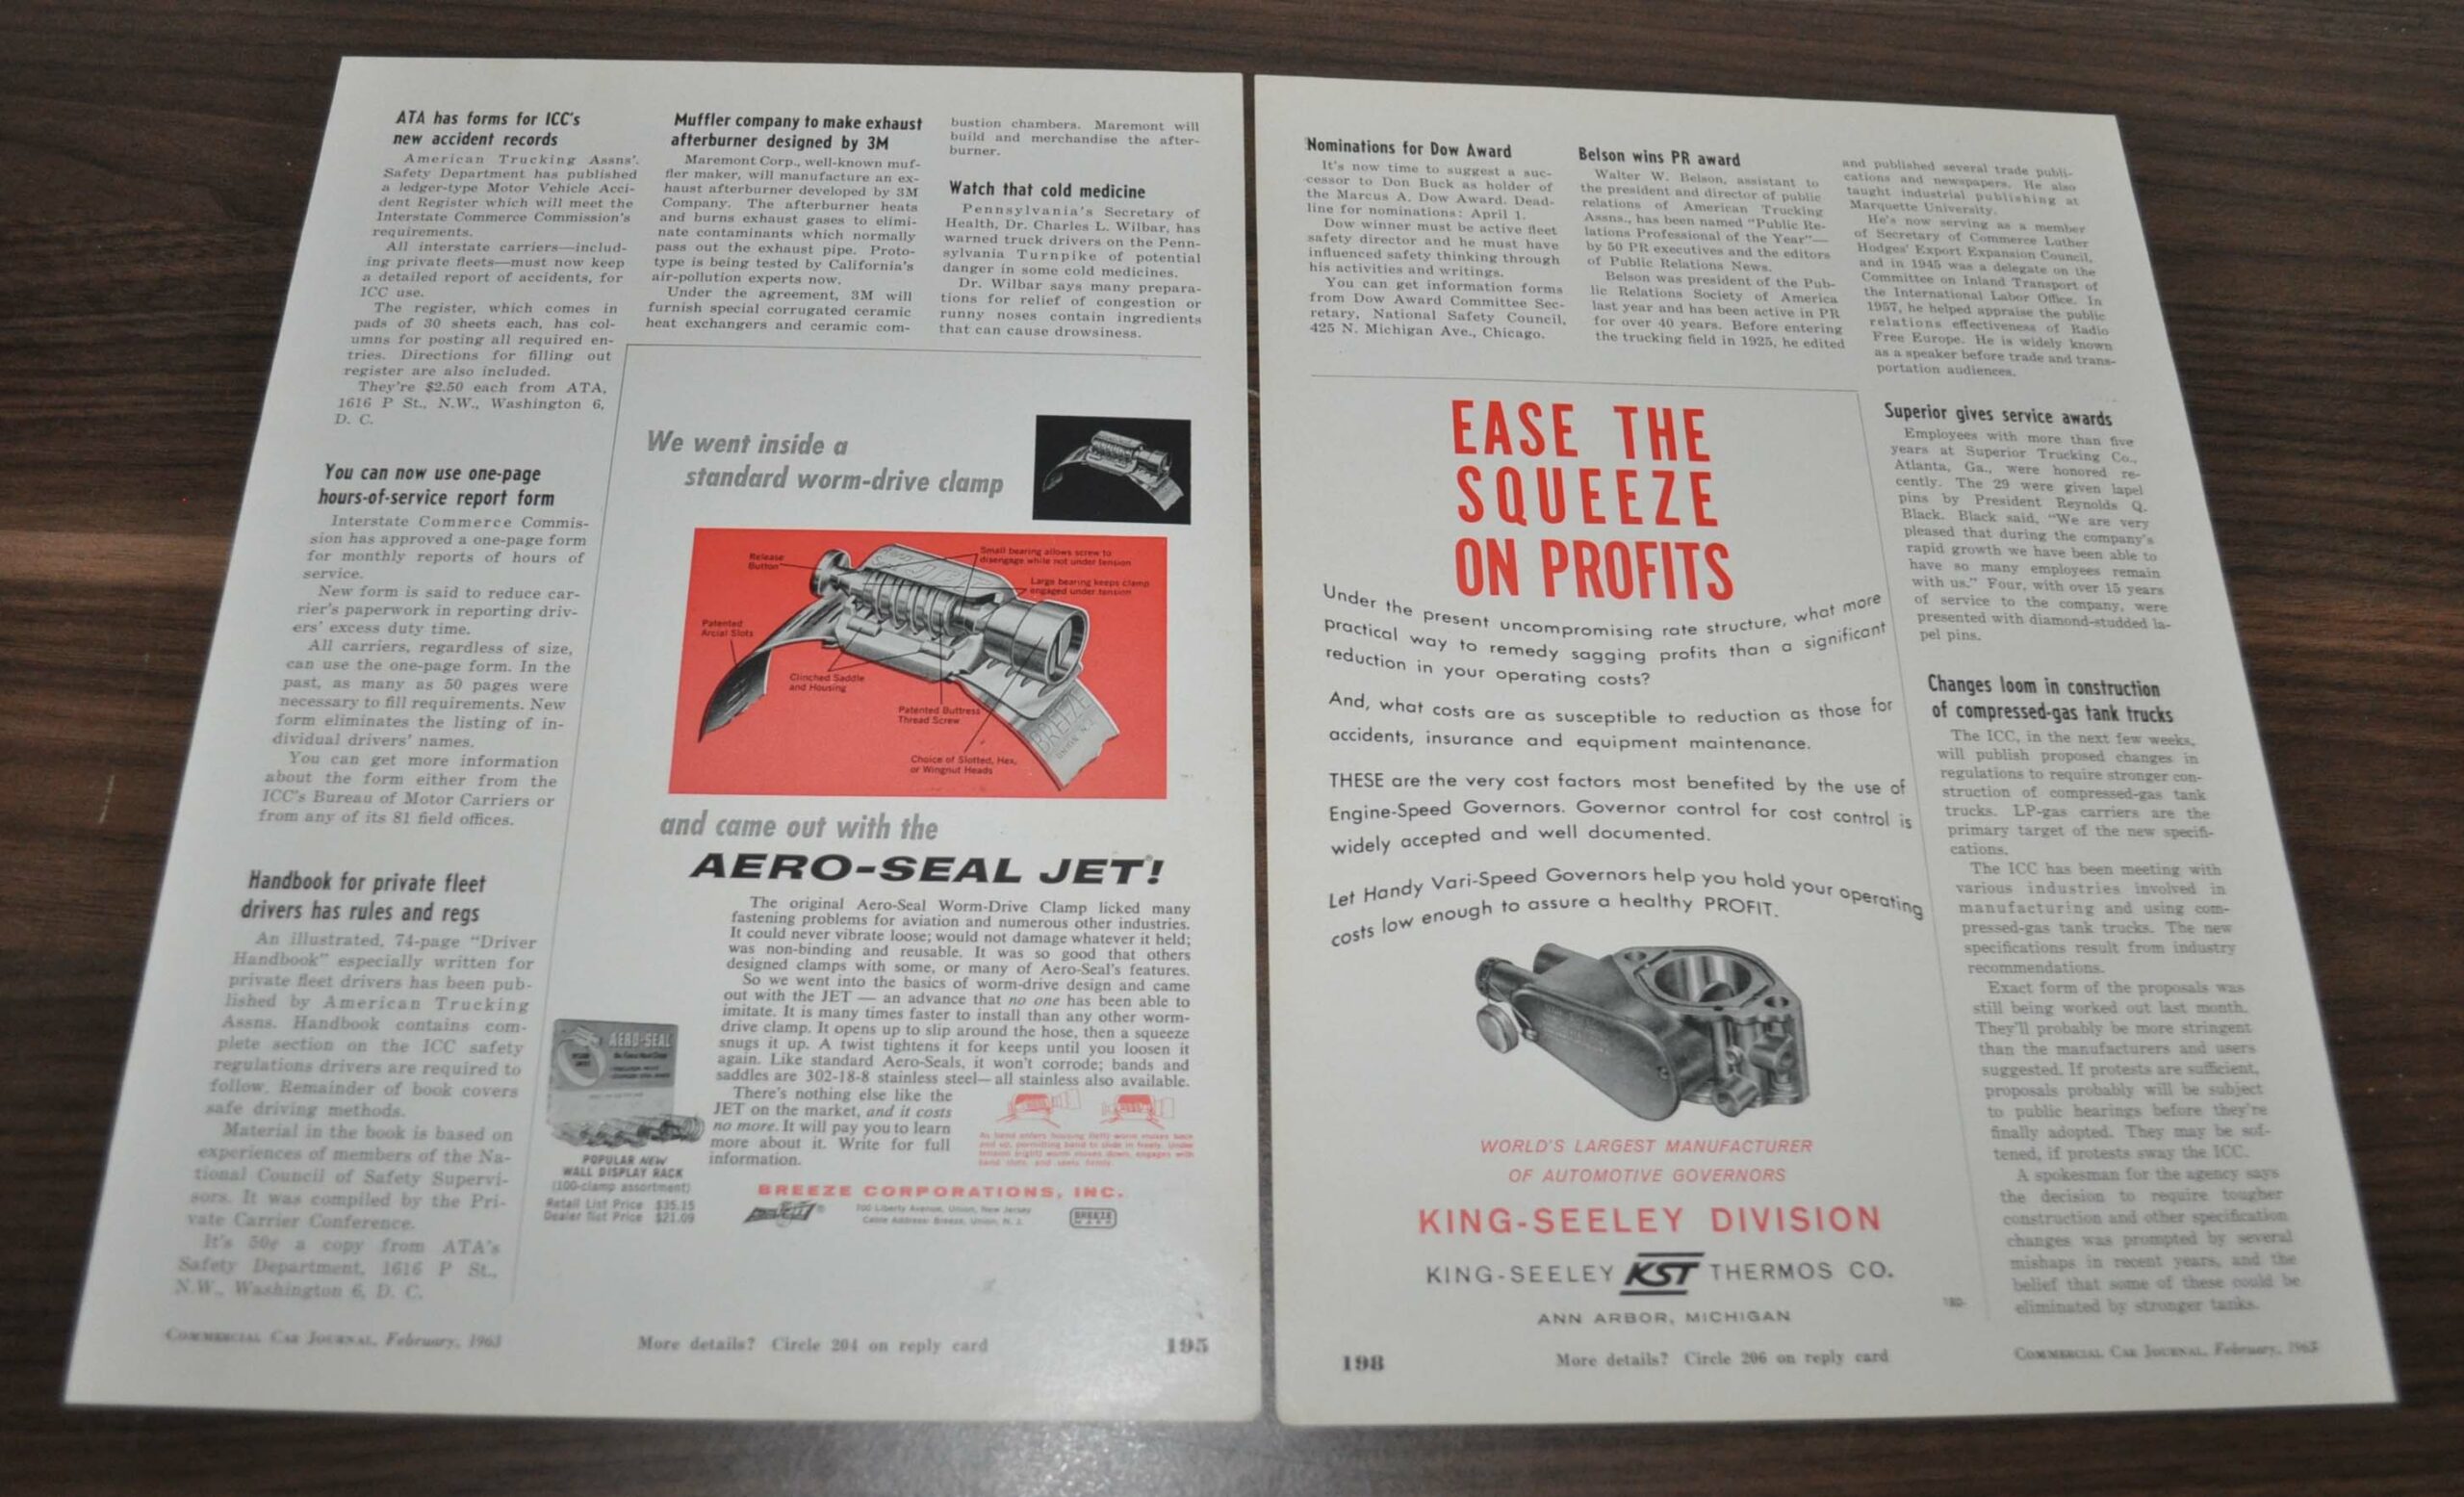 ATA has forms for ICC's
new accident records
American Trucking Assns'.
Safety Department has published
a ledger-type Motor Vehicle Acci-
dent Register which will meet the
Interstate Commerce Commission's
requirements.
All interstate carriers—includ-
ing private fleets—must now keep
a detailed report of accidents, for
ICC use.
The register, which comes in
pads of 30 sheets each, has col-
umns for posting all required en-
tries. Directions for filling out
register are also included.
They're $2.50 each from ATA,
1616 P St., N.W., Washington 6,
D. C.
You can now use one-page
hours-of-service report form
Interstate Commerce Commis-
sion has approved a one-page form
for monthly reports of hours of
service.
New form is said to reduce car-
rier's paperwork in reporting driv-
ers' excess duty time.
All carriers, regardless of size,
can use the one-page form. In the
past, as many as 50 pages were
necessary to fill requirements. New
form eliminates the listing of in-
dividual drivers' names.
You can get more information
about the form either from the
ICC's Bureau of Motor Carriers or
from any of its 81 field offices.
Handbook for private fleet
drivers has rules and regs
An illustrated, 74-page "Driver
Handbook" especially written for
private fleet drivers has been pub-
lished by American Trucking
Assns. Handbook contains com-
plete section on the ICC safety
regulations drivers are required to
follow. Remainder of book covers
safe driving methods.
Material in the book is based on
experiences of members of the Na-
tional Council of Safety Supervi-
sors. It was compiled by the Pri-
vate Carrier Conference.
It's 50¢ a copy from ATA's
Safety Department, 1616 P St.,
N.W., Washington 6, D. C.
Muffler company to make exhaust
afterburner designed by 3M
Maremont Corp., well-known muf-
fler maker, will manufacture an ex-
haust afterburner developed by 3M
Company. The afterburner heats
and burns exhaust gases to elimi-
nate contaminants which normally
pass out the exhaust pipe. Proto-
type is being tested by California's
air-pollution experts now.
Under the agreement, 3M will
furnish special corrugated ceramic
heat exchangers and ceramic com-
bustion chambers. Maremont will
build and merchandise the after-
burner.
Watch that cold medicine
Pennsylvania's Secretary of
Health, Dr. Charles L. Wilbar, has
warned truck drivers on the Penn-
sylvania Turnpike of potential
danger in some cold medicines.
Dr. Wilbar says many prepara-
tions for relief of congestion or
runny noses contain ingredients
that can cause drowsiness.
We went inside a
standard worm-drive clamp
Release
Button
Small bearing allows screw to
disengage while not under tension
Large bearing keeps clamp
engaged under tension
Patented
Arcial Slots
Clinched Saddle
and Housing
Patented Buttress
Thread Screw
Choice of Slotted, Hex,
or Wingnut Heads
BREEZE
and came out with the
AERO-SEAL JET!
The original Aero-Seal Worm-Drive Clamp licked many
fastening problems for aviation and numerous other industries.
It could never vibrate loose; would not damage whatever it held;
was non-binding and reusable. It was so good that others
designed clamps with some, or many of Aero-Seal's features.
So we went into the basics of worm-drive design and came
out with the JET — an advance that no one has been able to
imitate. It is many times faster to install than any other worm-
drive clamp. It opens up to slip around the hose, then a squeeze
snugs it up. A twist tightens it for keeps until you loosen it
again. Like standard Aero-Seals, it won't corrode; bands and
saddles are 302-18-8 stainless steel—all stainless also available.
There's nothing else like the
JET on the market, and it costs
no more. It will pay you to learn
more about it. Write for full
information.
AERO-SEAL
POPULAR NEW
WALL DISPLAY RACK
(100-clamp assortment)
Retail List Price $35.15
Dealer Net Price $21.09
BREEZE CORPORATIONS, INC.
700 Liberty Avenue, Union, New Jersey
Cable Address: Breeze, Union, N. J.
BREEZE
COMMERCIAL CAR JOURNAL, February, 1963
More details? Circle 204 on reply card
195
Nominations for Dow Award
It's now time to suggest a suc-
cessor to Don Buck as holder of
the Marcus A. Dow Award. Dead-
line for nominations: April 1.
Dow winner must be active fleet
safety director and he must have
influenced safety thinking through
his activities and writings.
You can get information forms
from Dow Award Committee Sec-
retary, National Safety Council,
425 N. Michigan Ave., Chicago.
Belson wins PR award
Walter W. Belson, assistant to
the president and director of public
relations of American Trucking
Assns., has been named "Public Re-
lations Professional of the Year"—
by 50 PR executives and the editors
of Public Relations News.
Belson was president of the Pub-
lic Relations Society of America
last year and has been active in PR
for over 40 years. Before entering
the trucking field in 1925, he edited
and published several trade publi-
cations and newspapers. He also
taught industrial publishing at
Marquette University.
He's now serving as a member
of Secretary of Commerce Luther
Hodges' Export Expansion Council,
and in 1945 was a delegate on the
Committee on Inland Transport of
the International Labor Office. In
1957, he helped appraise the public
relations effectiveness of Radio
Free Europe. He is widely known
as a speaker before trade and trans-
portation audiences.
EASE THE
SQUEEZE
ON PROFITS
Under the present uncompromising rate structure, what more
practical way to remedy sagging profits than a significant
reduction in your operating costs?
And, what costs are as susceptible to reduction as those for
accidents, insurance and equipment maintenance.
THESE are the very cost factors most benefited by the use of
Engine-Speed Governors. Governor control for cost control is
widely accepted and well documented.
Let Handy Vari-Speed Governors help you hold your operating
costs low enough to assure a healthy PROFIT.
WORLD'S LARGEST MANUFACTURER
OF AUTOMOTIVE GOVERNORS
KING-SEELEY DIVISION
KING-SEELEY KST THERMOS CO.
ANN ARBOR, MICHIGAN
Superior gives service awards
Employees with more than five
years at Superior Trucking Co.,
Atlanta, Ga., were honored re-
cently. The 29 were given lapel
pins by President Reynolds Q.
Black. Black said, "We are very
pleased that during the company's
rapid growth we have been able to
have so many employees remain
with us." Four, with over 15 years
of service to the company, were
presented with diamond-studded la-
pel pins.
Changes loom in construction
of compressed-gas tank trucks
The ICC, in the next few weeks,
will publish proposed changes in
regulations to require stronger con-
struction of compressed-gas tank
trucks. LP-gas carriers are the
primary target of the new specifi-
cations.
The ICC has been meeting with
various industries involved in
manufacturing and using com-
pressed-gas tank trucks. The new
specifications result from industry
recommendations.
Exact form of the proposals was
still being worked out last month.
They'll probably be more stringent
than the manufacturers and users
suggested. If protests are sufficient,
proposals probably will be subject
to public hearings before they're
finally adopted. They may be sof-
tened, if protests sway the ICC.
A spokesman for the agency says
the decision to require tougher
construction and other specification
changes was prompted by several
mishaps in recent years, and the
belief that some of these could be
eliminated by stronger tanks.
198
More details? Circle 206 on reply card
COMMERCIAL CAR JOURNAL, February, 1963